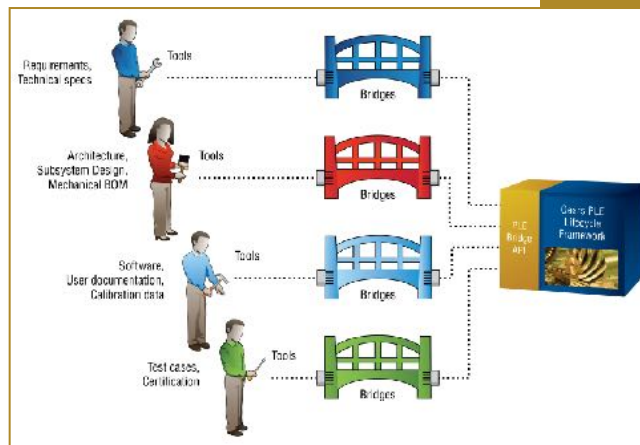 Requirements,
Technical specs
Tools
Bridges
Architecture,
Subsystem Design,
Mechanical BOM
Tools
Bridges
Software,
User documentation,
Calibration data
Tools
Bridges
Test cases,
Certification
Tools
Bridges
PLE
Bridge
API
Gears PLE
Lifecycle
Framework